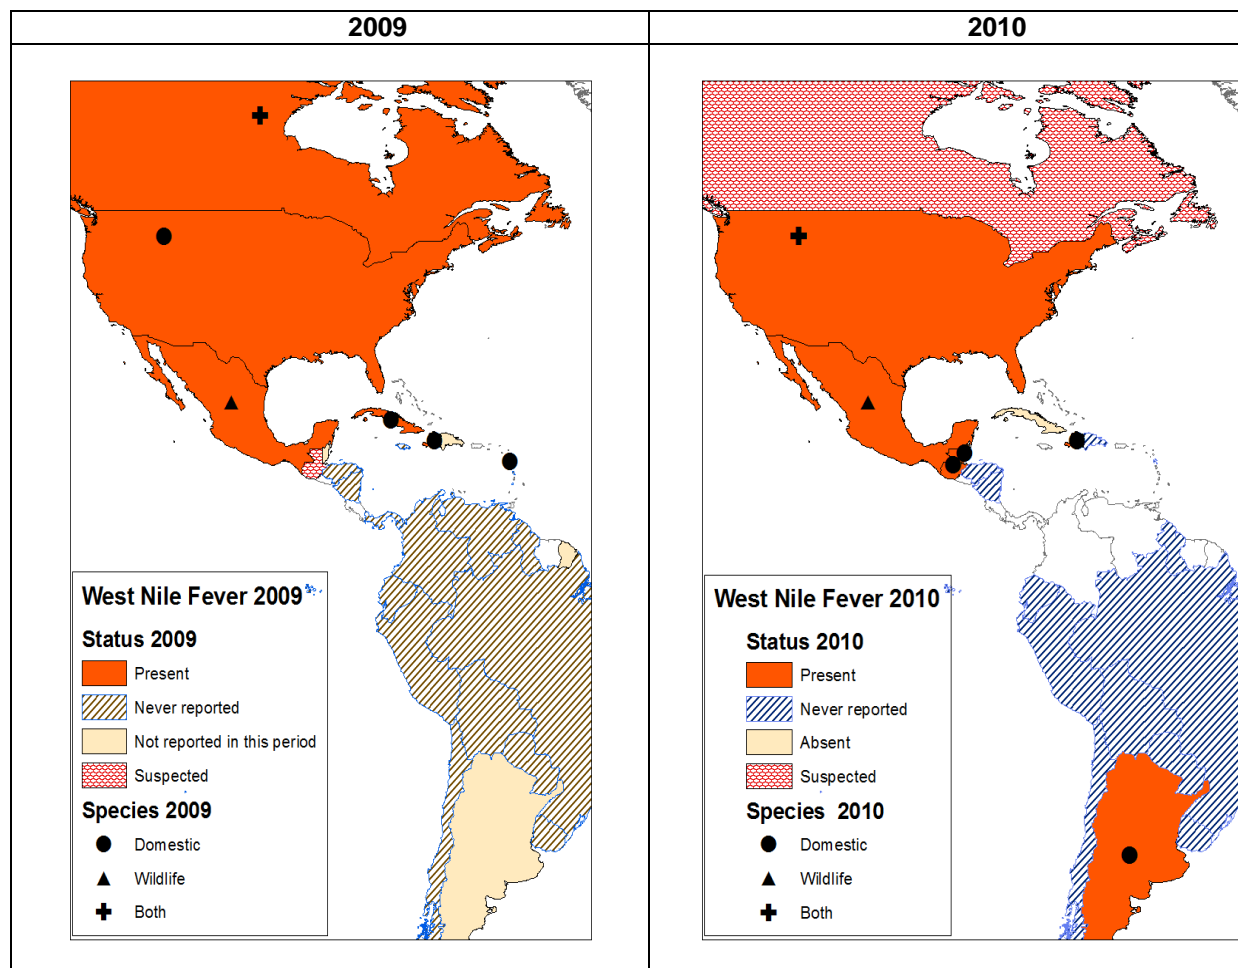 2009
2010
West Nile Fever 2009
Status 2009
Present
Never reported
Not reported in this period
Suspected
Species 2009
Domestic
Wildlife
Both
West Nile Fever 2010
Status 2010
Present
Never reported
Absent
Suspected
Species 2010
Domestic
Wildlife
Both